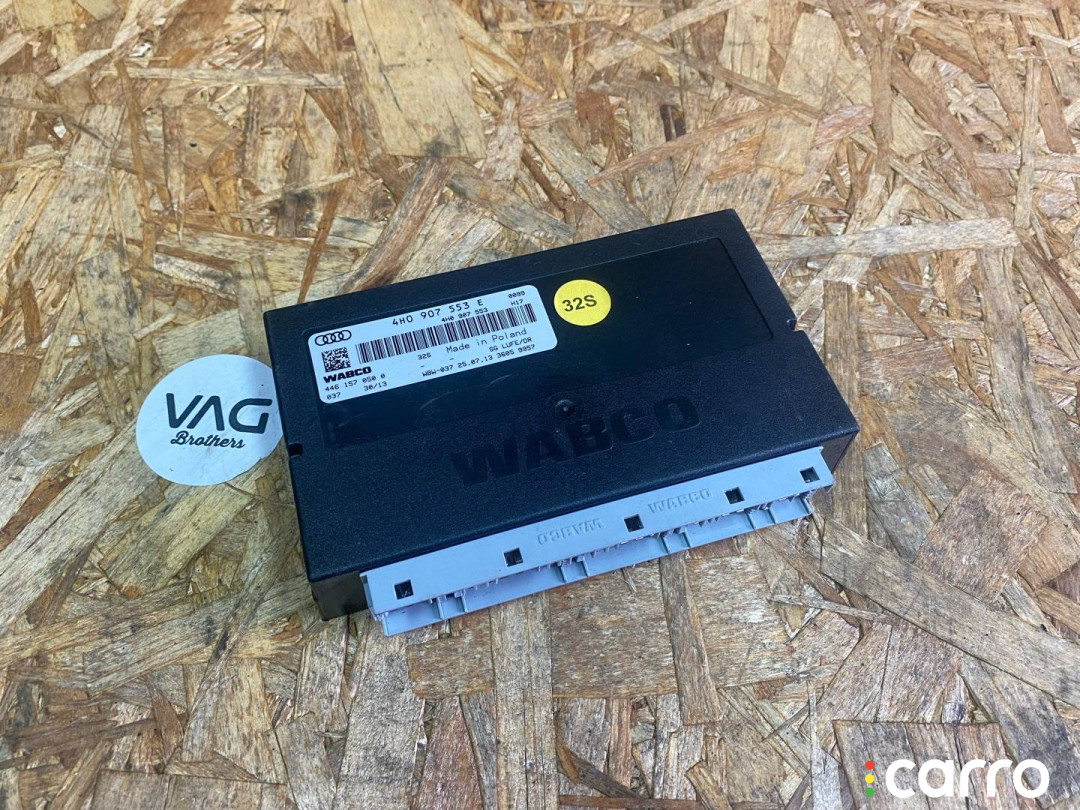 4H0 907 553 E
0099
4H0 907 553
H17
32S
Made in Poland
SG LUFE/DR
WABCO
446 157 050 0
037
30/13
- -
WBW-037 25.07.13 3605 9957
32S
WABCO
VAG
Brothers
WABCO
WABCO
carro